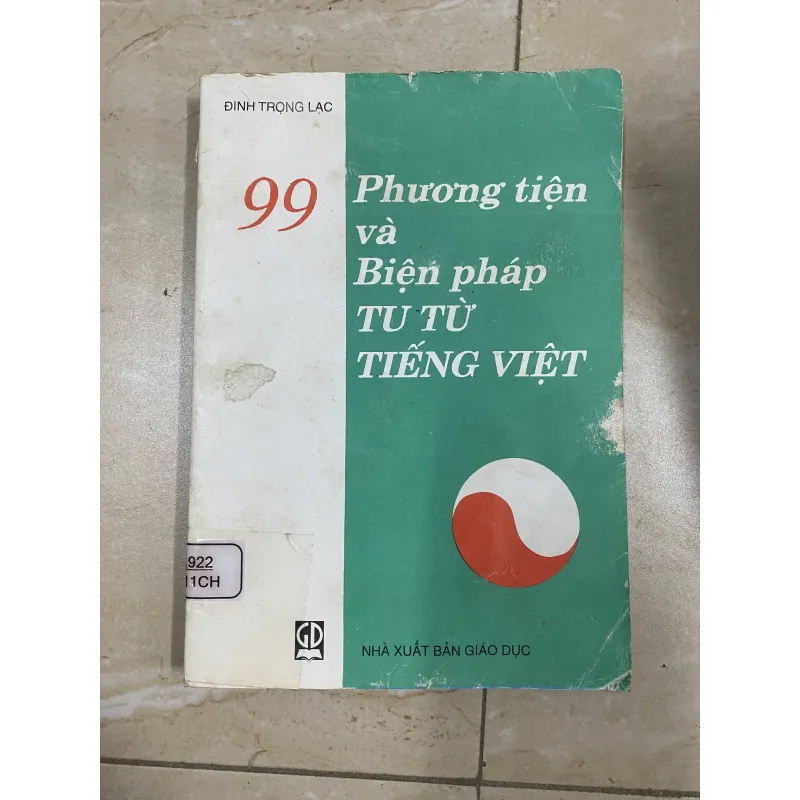 ĐINH TRỌNG LẠC
99 Phương tiện
và
Biện pháp
TU TỪ
TIẾNG VIỆT
922
11CH
GD
NHÀ XUẤT BẢN GIÁO DỤC